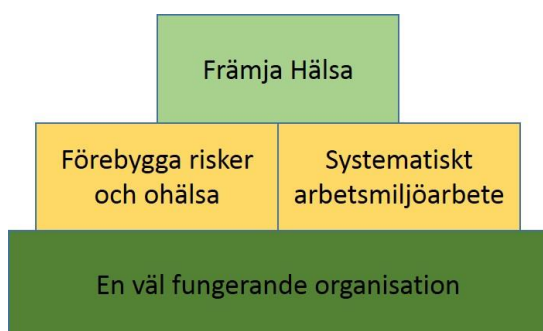 Främja Hälsa
Förebygga risker
och ohälsa
Systematiskt
arbetsmiljöarbete
En väl fungerande organisation